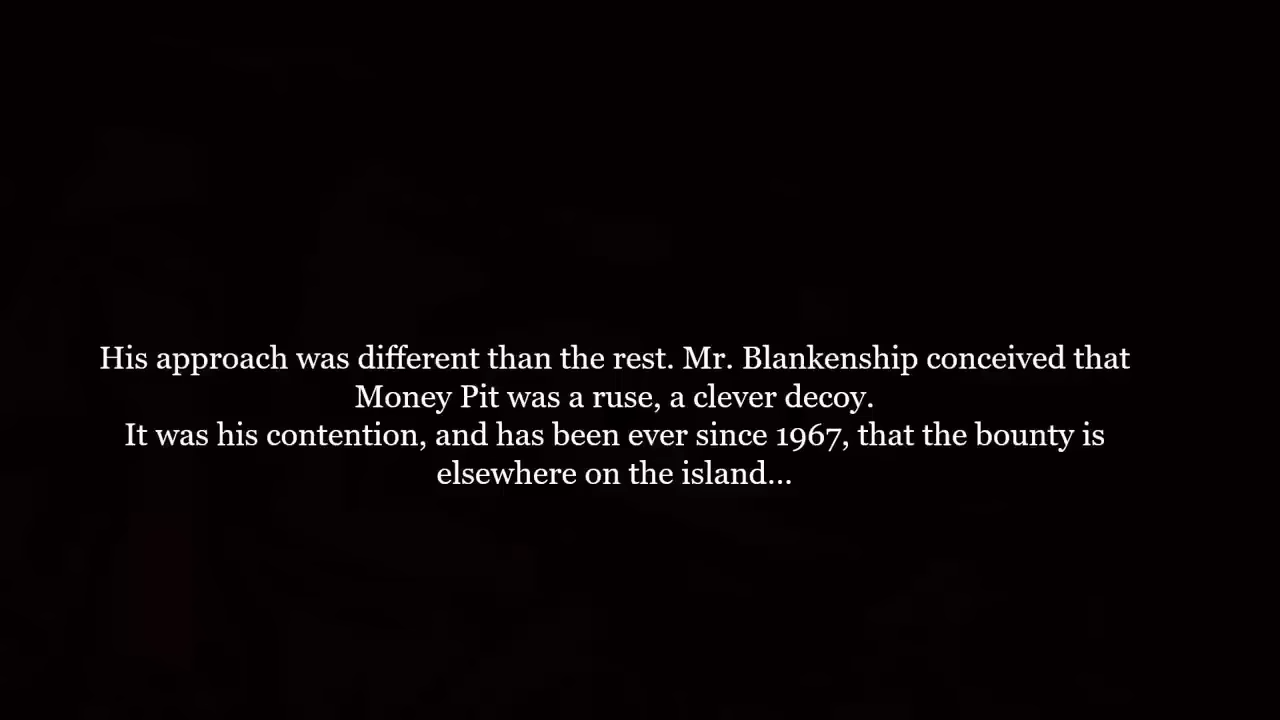 His approach was different than the rest. Mr. Blankenship conceived that
Money Pit was a ruse, a clever decoy.
It was his contention, and has been ever since 1967, that the bounty is
elsewhere on the island...